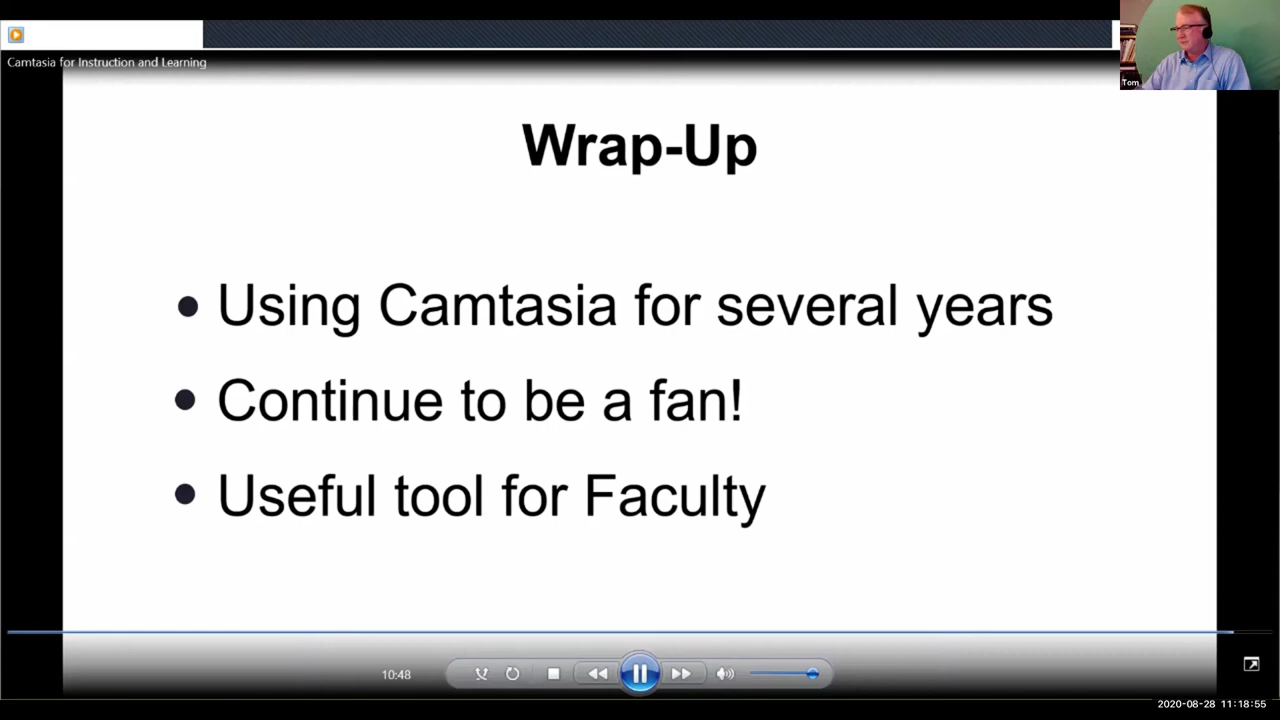 Camtasia for Instruction and Learning
Tom
Wrap-Up
• Using Camtasia for several years
• Continue to be a fan!
• Useful tool for Faculty
10:48
2020-08-28 11:18:55